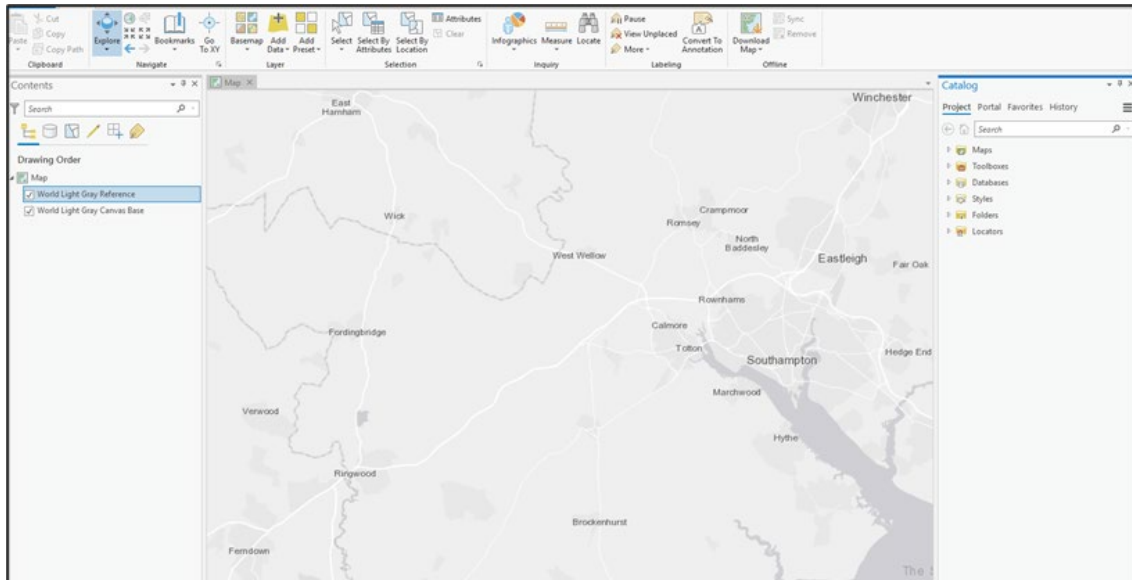 Cut
Copy
Paste
Copy Path
Clipboard
Explore
Bookmarks
Go
To XY
Navigate
Basemap
Add
Data
Add
Preset
Layer
Select
Select By
Attributes
Select By
Location
Attributes
Clear
Selection
Infographics
Measure
Locate
Inquiry
Pause
View Unplaced
More
Convert To
Annotation
Labeling
Download
Map
Sync
Remove
Offline
Contents
Search
Drawing Order
Map
World Light Gray Reference
World Light Gray Canvas Base
Map
East
Harnham
Winchester
Wick
Crampmoor
Romsey
North
Baddesley
West Wellow
Eastleigh
Fair Oak
Rownhams
Fordingbridge
Calmore
Totton
Hedge End
Southampton
Marchwood
Verwood
Hythe
Ringwood
Brockenhurst
Ferndown
The S
Catalog
Project Portal Favorites History
Search
Maps
Toolboxes
Databases
Styles
Folders
Locators